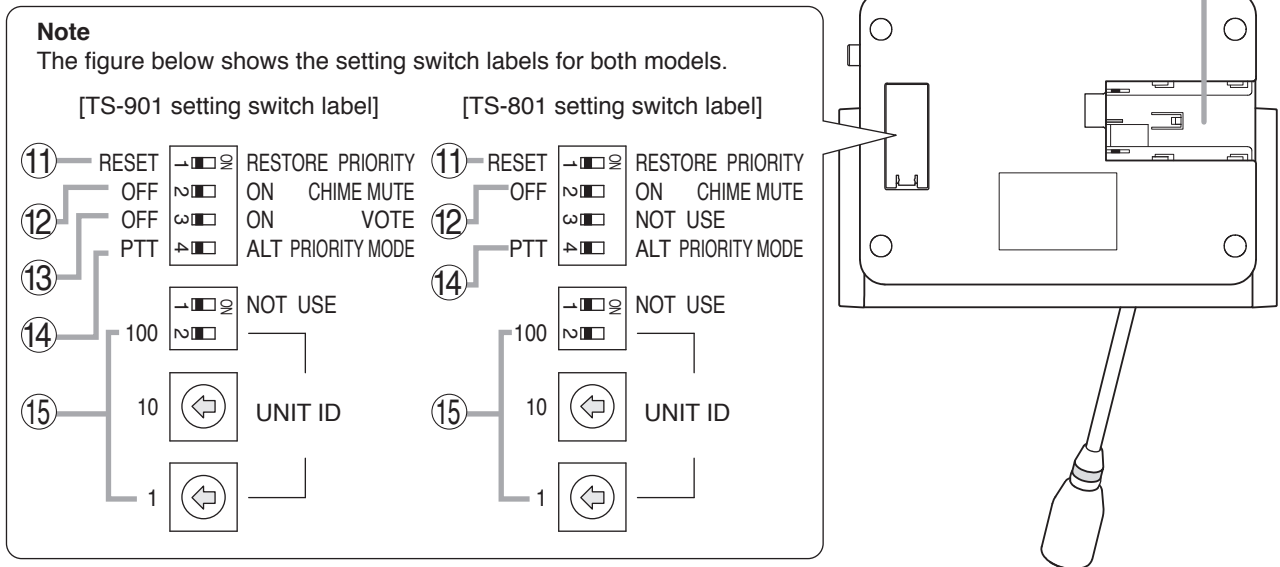 Note
The figure below shows the setting switch labels for both models.
[TS-901 setting switch label] [TS-801 setting switch label]
⑪ RESET 1 ON RESTORE PRIORITY ⑪ RESET 1 ON RESTORE PRIORITY
⑫ OFF 2 ON CHIME MUTE ⑫ OFF 2 ON CHIME MUTE
⑬ OFF 3 ON VOTE 3 NOT USE
⑭ PTT 4 ALT PRIORITY MODE ⑭ PTT 4 ALT PRIORITY MODE
1 ON NOT USE 1 ON NOT USE
100 2 100 2
⑮ 10 UNIT ID ⑮ 10 UNIT ID
1 1